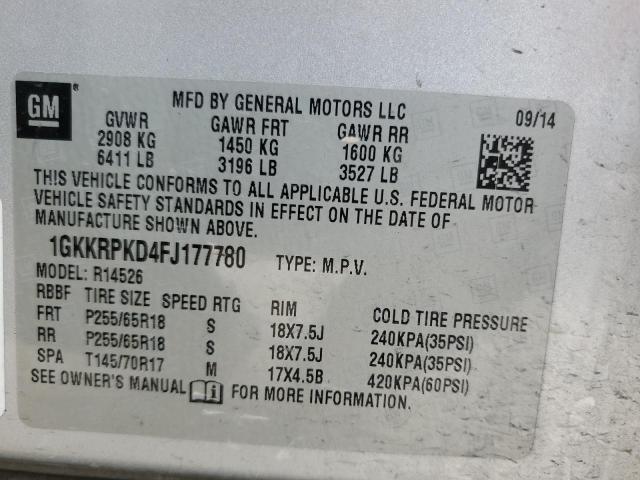 GM ®
MFD BY GENERAL MOTORS LLC
09/14
GVWR GAWR FRT GAWR RR
2908 KG 1450 KG 1600 KG
6411 LB 3196 LB 3527 LB
THIS VEHICLE CONFORMS TO ALL APPLICABLE U.S. FEDERAL MOTOR
VEHICLE SAFETY STANDARDS IN EFFECT ON THE DATE OF
MANUFACTURE SHOWN ABOVE.
1GKKRPKD4FJ177780 TYPE: M.P.V.
MODEL: R14526
RBBF TIRE SIZE SPEED RTG RIM COLD TIRE PRESSURE
FRT P255/65R18 S 18X7.5J 240KPA(35PSI)
RR P255/65R18 S 18X7.5J 240KPA(35PSI)
SPA T145/70R17 M 17X4.5B 420KPA(60PSI)
SEE OWNER'S MANUAL i FOR MORE INFORMATION.